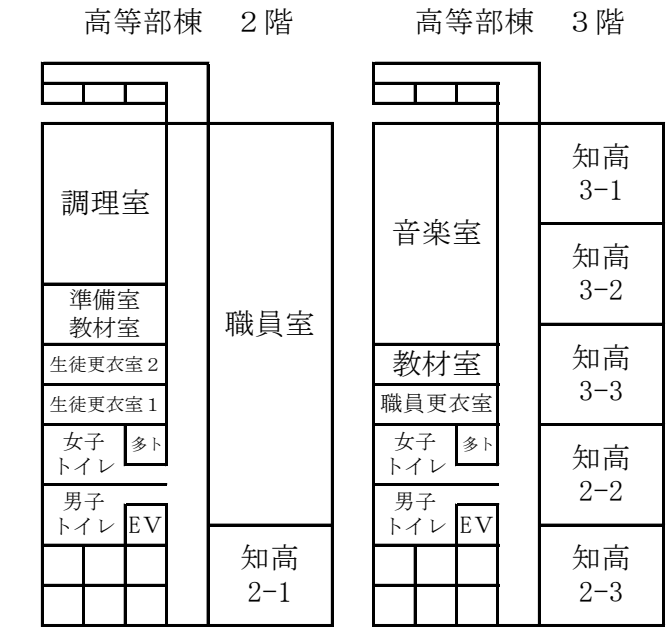 高等部棟　２階
調理室
準備室
教材室
生徒更衣室２
生徒更衣室１
女子
トイレ
多ト
男子
トイレ
EV
職員室
知高
2−1
高等部棟　３階
音楽室
教材室
職員更衣室
女子
トイレ
多ト
男子
トイレ
EV
知高
3−1
知高
3−2
知高
3−3
知高
2−2
知高
2−3